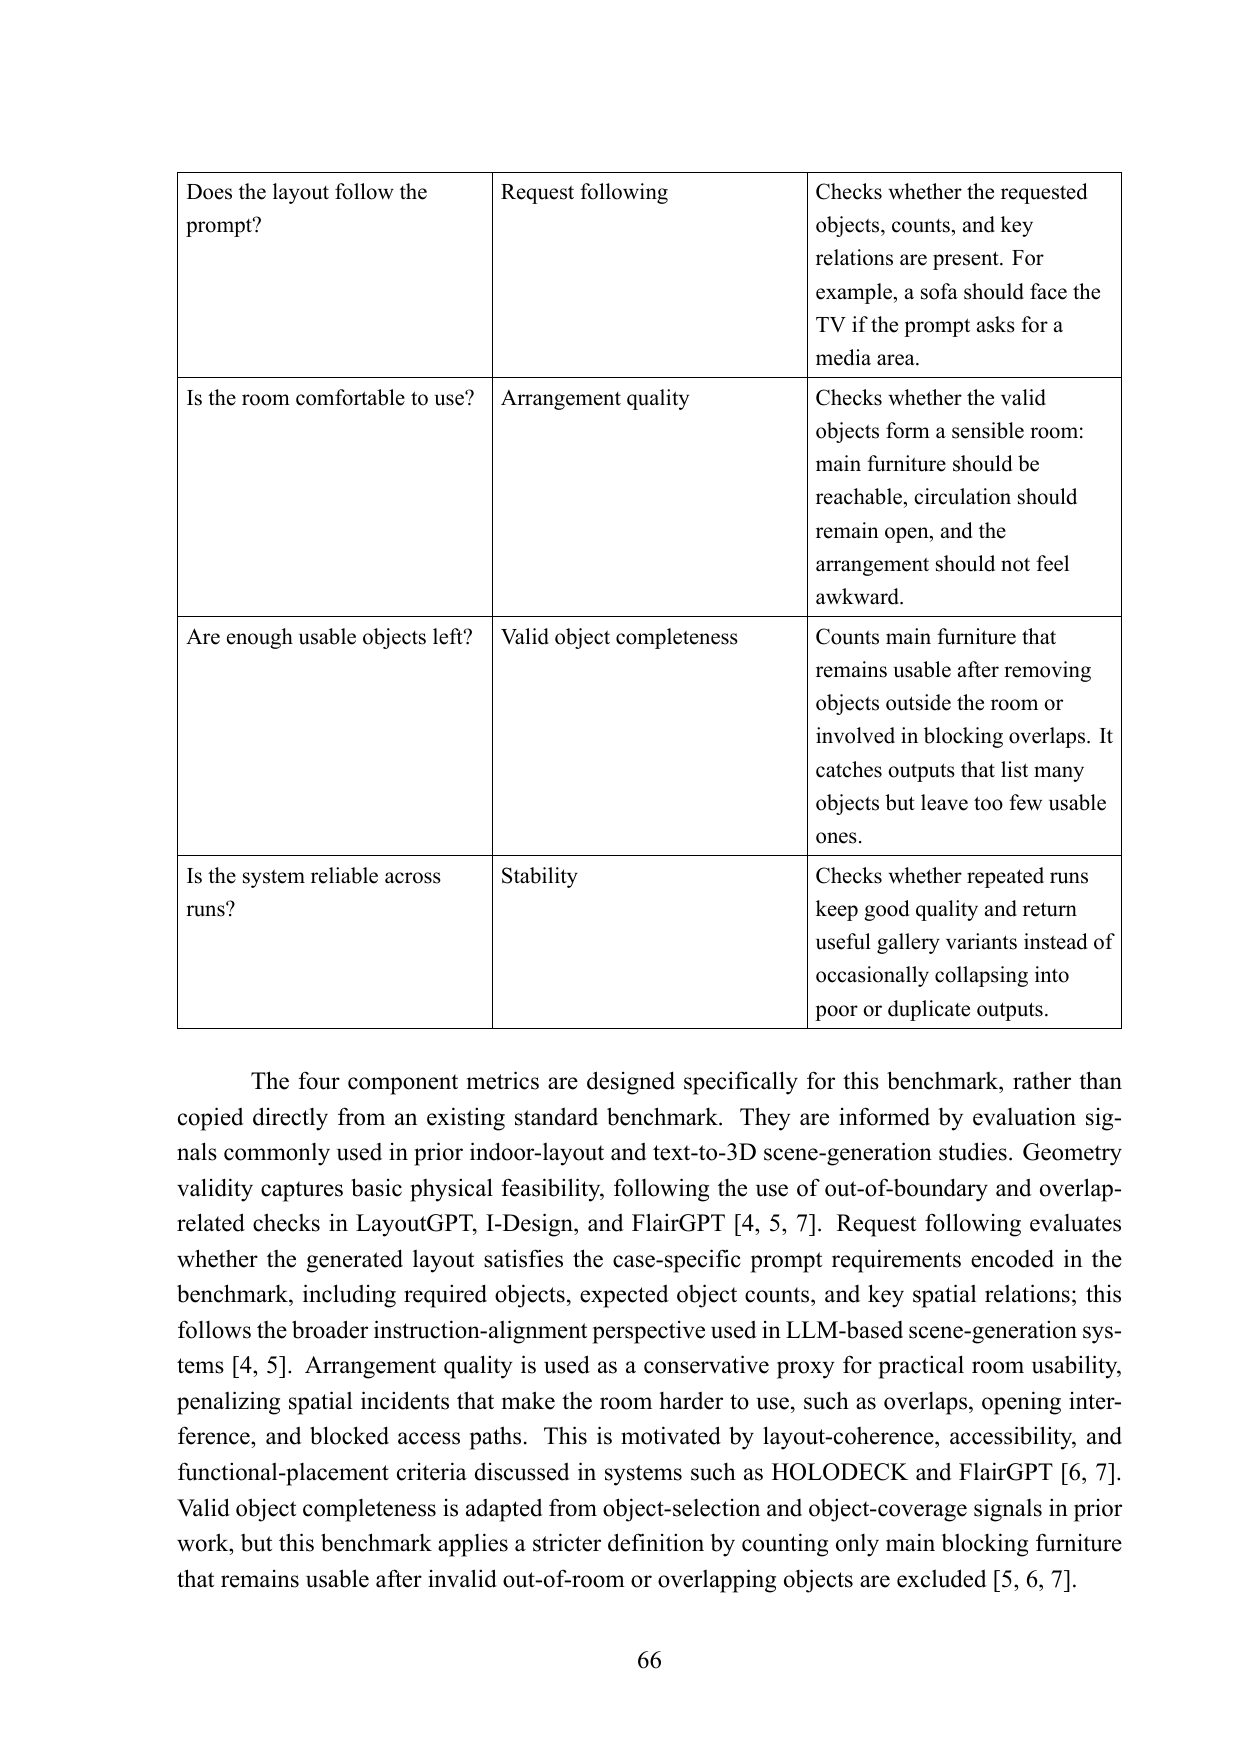 Does the layout follow the
prompt?
Request following
Checks whether the requested
objects, counts, and key
relations are present. For
example, a sofa should face the
TV if the prompt asks for a
media area.
Is the room comfortable to use?
Arrangement quality
Checks whether the valid
objects form a sensible room:
main furniture should be
reachable, circulation should
remain open, and the
arrangement should not feel
awkward.
Are enough usable objects left?
Valid object completeness
Counts main furniture that
remains usable after removing
objects outside the room or
involved in blocking overlaps. It
catches outputs that list many
objects but leave too few usable
ones.
Is the system reliable across
runs?
Stability
Checks whether repeated runs
keep good quality and return
useful gallery variants instead of
occasionally collapsing into
poor or duplicate outputs.
The four component metrics are designed specifically for this benchmark, rather than
copied directly from an existing standard benchmark. They are informed by evaluation sig-
nals commonly used in prior indoor-layout and text-to-3D scene-generation studies. Geometry
validity captures basic physical feasibility, following the use of out-of-boundary and overlap-
related checks in LayoutGPT, I-Design, and FlairGPT [4, 5, 7]. Request following evaluates
whether the generated layout satisfies the case-specific prompt requirements encoded in the
benchmark, including required objects, expected object counts, and key spatial relations; this
follows the broader instruction-alignment perspective used in LLM-based scene-generation sys-
tems [4, 5]. Arrangement quality is used as a conservative proxy for practical room usability,
penalizing spatial incidents that make the room harder to use, such as overlaps, opening inter-
ference, and blocked access paths. This is motivated by layout-coherence, accessibility, and
functional-placement criteria discussed in systems such as HOLODECK and FlairGPT [6, 7].
Valid object completeness is adapted from object-selection and object-coverage signals in prior
work, but this benchmark applies a stricter definition by counting only main blocking furniture
that remains usable after invalid out-of-room or overlapping objects are excluded [5, 6, 7].
66